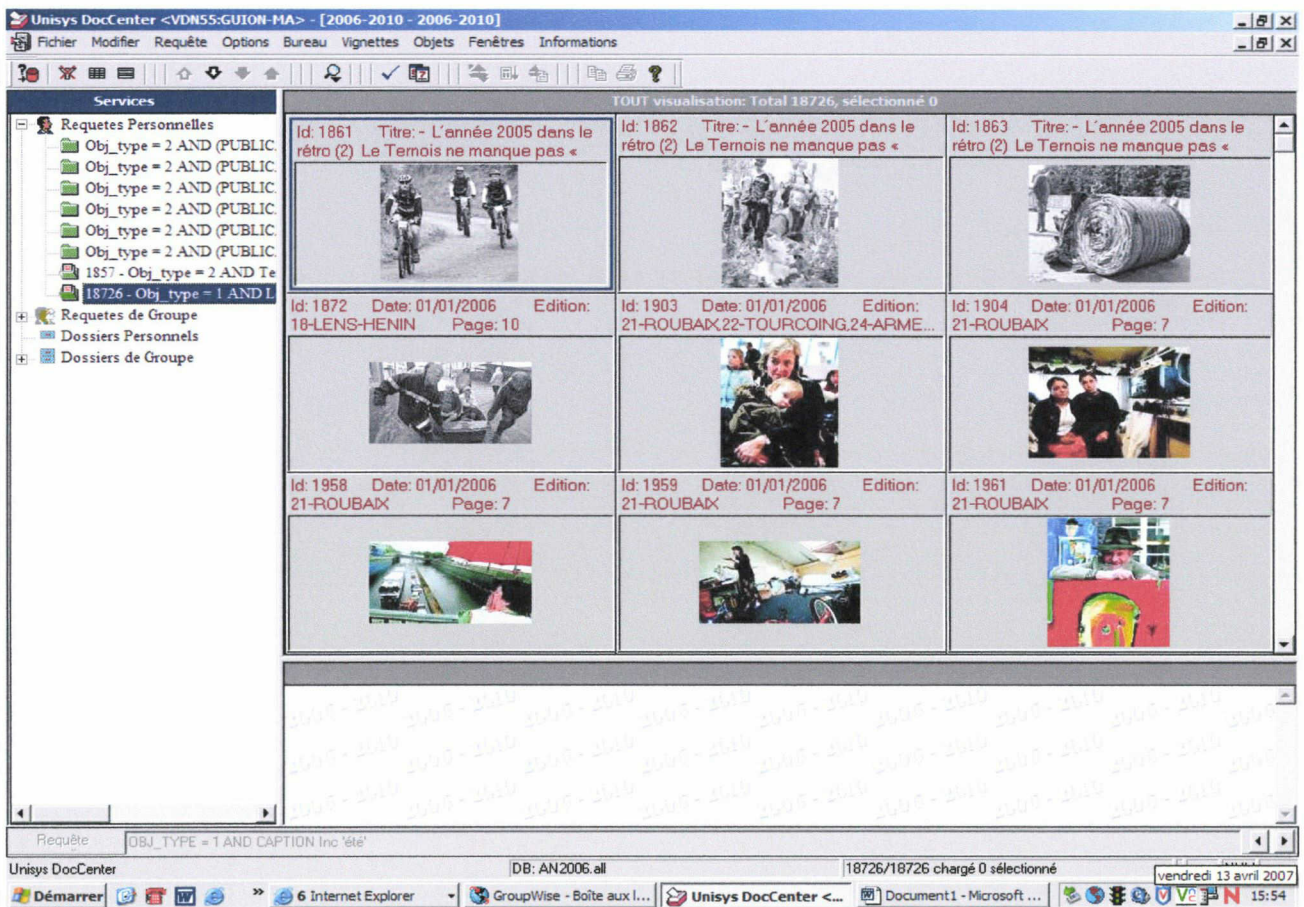 Unisys DocCenter <VDN55:GUION-MA> - [2006-2010 - 2006-2010]
Fichier Modifier Requête Options Bureau Vignettes Objets Fenêtres Informations
Services
Requetes Personnelles
Obj_type = 2 AND (PUBLIC.
Obj_type = 2 AND (PUBLIC.
Obj_type = 2 AND (PUBLIC.
Obj_type = 2 AND (PUBLIC.
Obj_type = 2 AND (PUBLIC.
Obj_type = 2 AND (PUBLIC.
1857 - Obj_type = 2 AND Te
18726 - Obj_type = 1 AND L
Requetes de Groupe
Dossiers Personnels
Dossiers de Groupe
TOUT visualisation: Total 18726, sélectionné 0
Id: 1861 Titre: - L´année 2005 dans le
rétro (2) Le Ternois ne manque pas «
Id: 1862 Titre: - L´année 2005 dans le
rétro (2) Le Ternois ne manque pas «
Id: 1863 Titre: - L´année 2005 dans le
rétro (2) Le Ternois ne manque pas «
Id: 1872 Date: 01/01/2006 Edition:
18-LENS-HENIN Page: 10
Id: 1903 Date: 01/01/2006 Edition:
21-ROUBAIX,22-TOURCOING,24-ARME...
Id: 1904 Date: 01/01/2006 Edition:
21-ROUBAIX Page: 7
Id: 1958 Date: 01/01/2006 Edition:
21-ROUBAIX Page: 7
Id: 1959 Date: 01/01/2006 Edition:
21-ROUBAIX Page: 7
Id: 1961 Date: 01/01/2006 Edition:
21-ROUBAIX Page: 7
Requête OBJ_TYPE = 1 AND CAPTION Inc 'été'
Unisys DocCenter DB: AN2006.all 18726/18726 chargé 0 sélectionné
vendredi 13 avril 2007
Démarrer » 6 Internet Explorer GroupWise - Boîte aux l... Unisys DocCenter <... Document1 - Microsoft ... 15:54